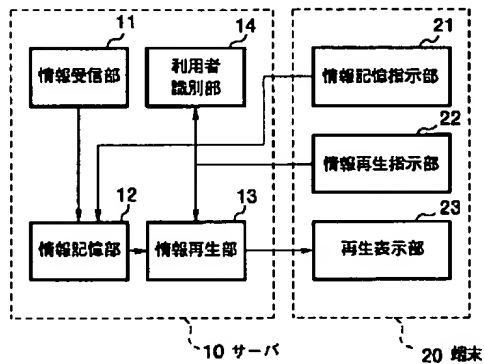 11
情報受信部
14
利用者
識別部
21
情報記憶指示部
22
情報再生指示部
12
情報記憶部
13
情報再生部
23
再生表示部
10 サーバ
20 端末